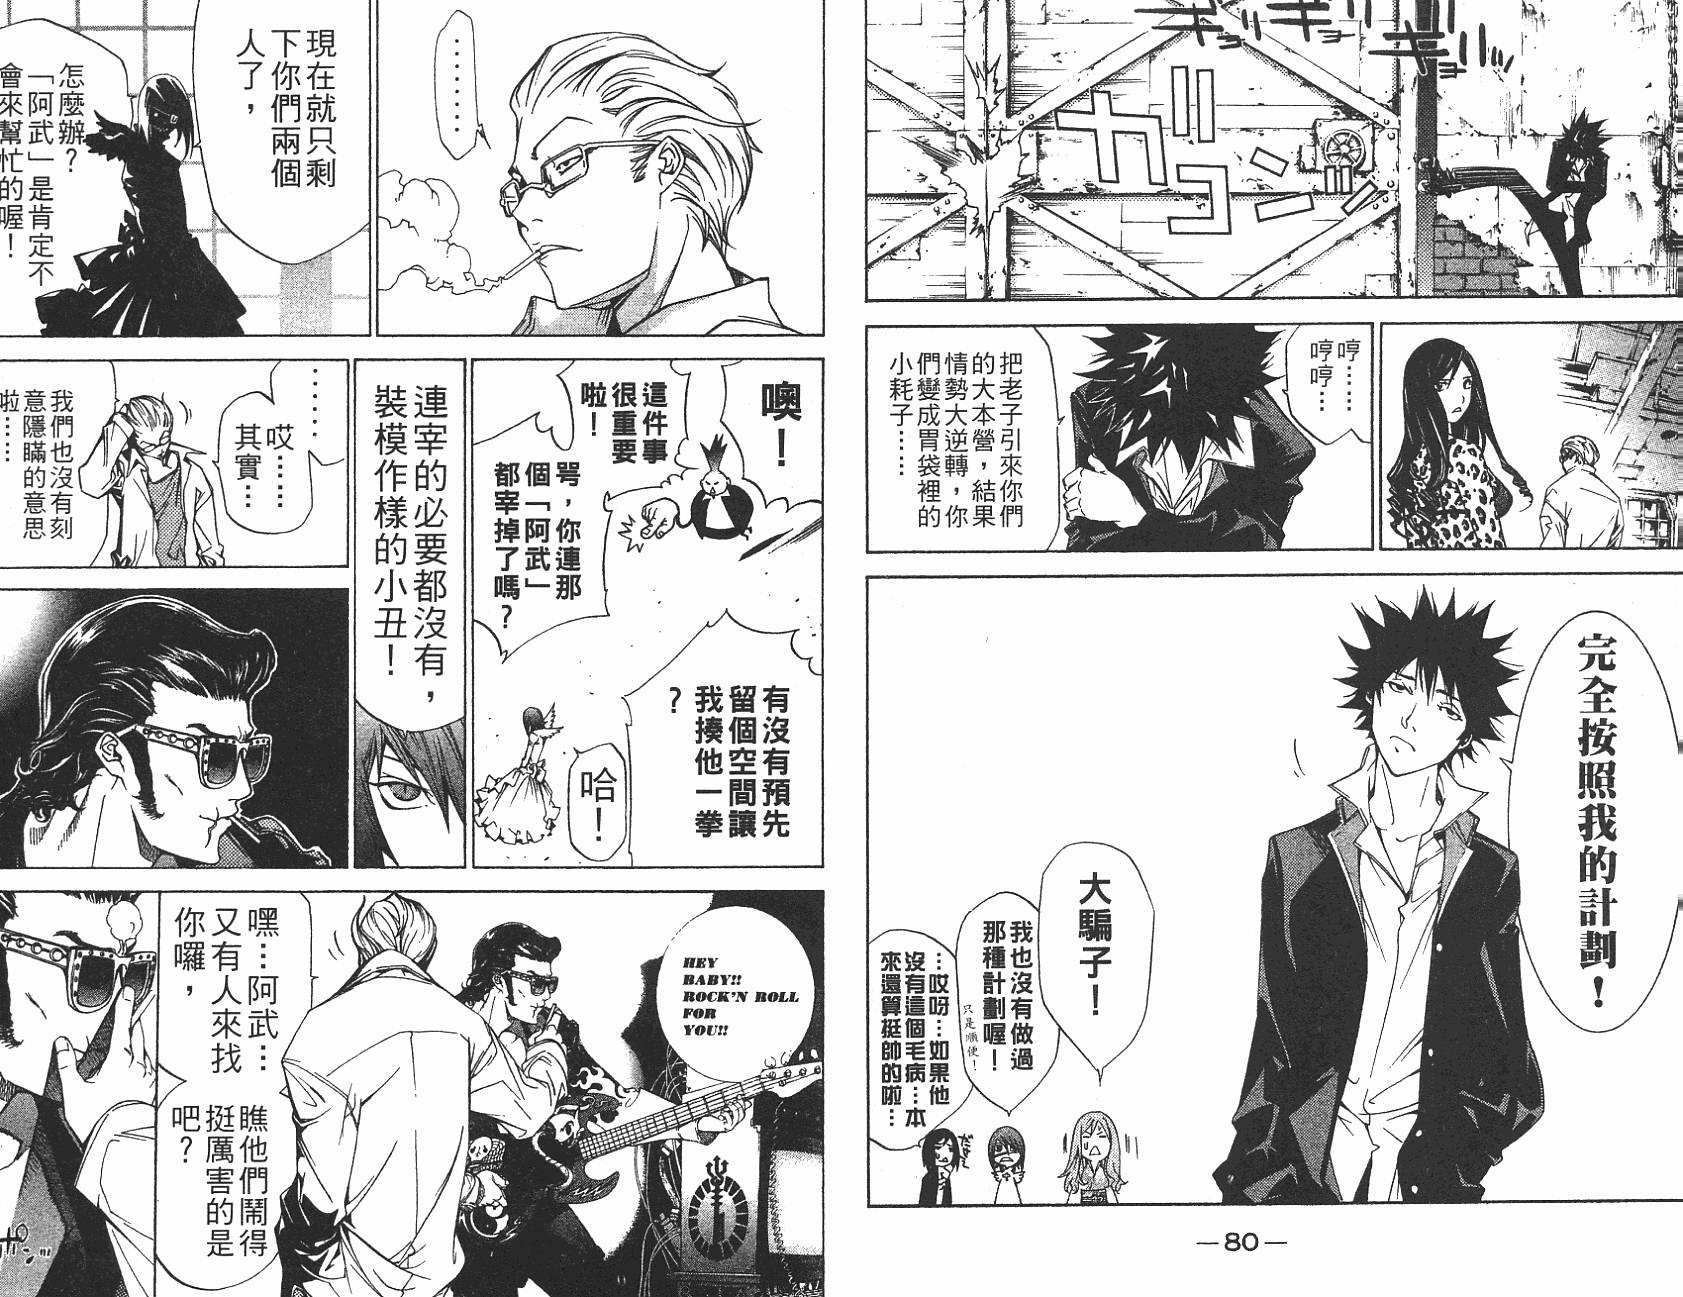 ギ
ギギ
ギギ
ガコン
哼……
哼哼…
把老子引來你們
的大本營，結果
情勢大逆轉，你
們變成胃袋裡的
小耗子……
完全按照我的計劃！
大騙子！
我也沒有做過
那種計劃喔！
只是順便！
…哎呀…如果他
沒有這個毛病…本
來還算挺帥的啦…
—80—
……
現在就只剩
下你們兩個
人了，
怎麼辦？
「阿武」是肯定不
會來幫忙的喔！
噢！
這件事
很重要
啦！
咢，你連那
個「阿武」
都宰掉了嗎？
有沒有預先
留個空間讓
我揍他一拳
？
哈！
連宰的必要都沒有，
裝模作樣的小丑！
……
哎……
其實…
我們也沒有刻
意隱瞞的意思
啦……
HEY
BABY!!
ROCK'N ROLL
FOR
YOU!!
嘿…阿武…
又有人來找
你囉，
瞧他們鬧得
挺厲害的是
吧？